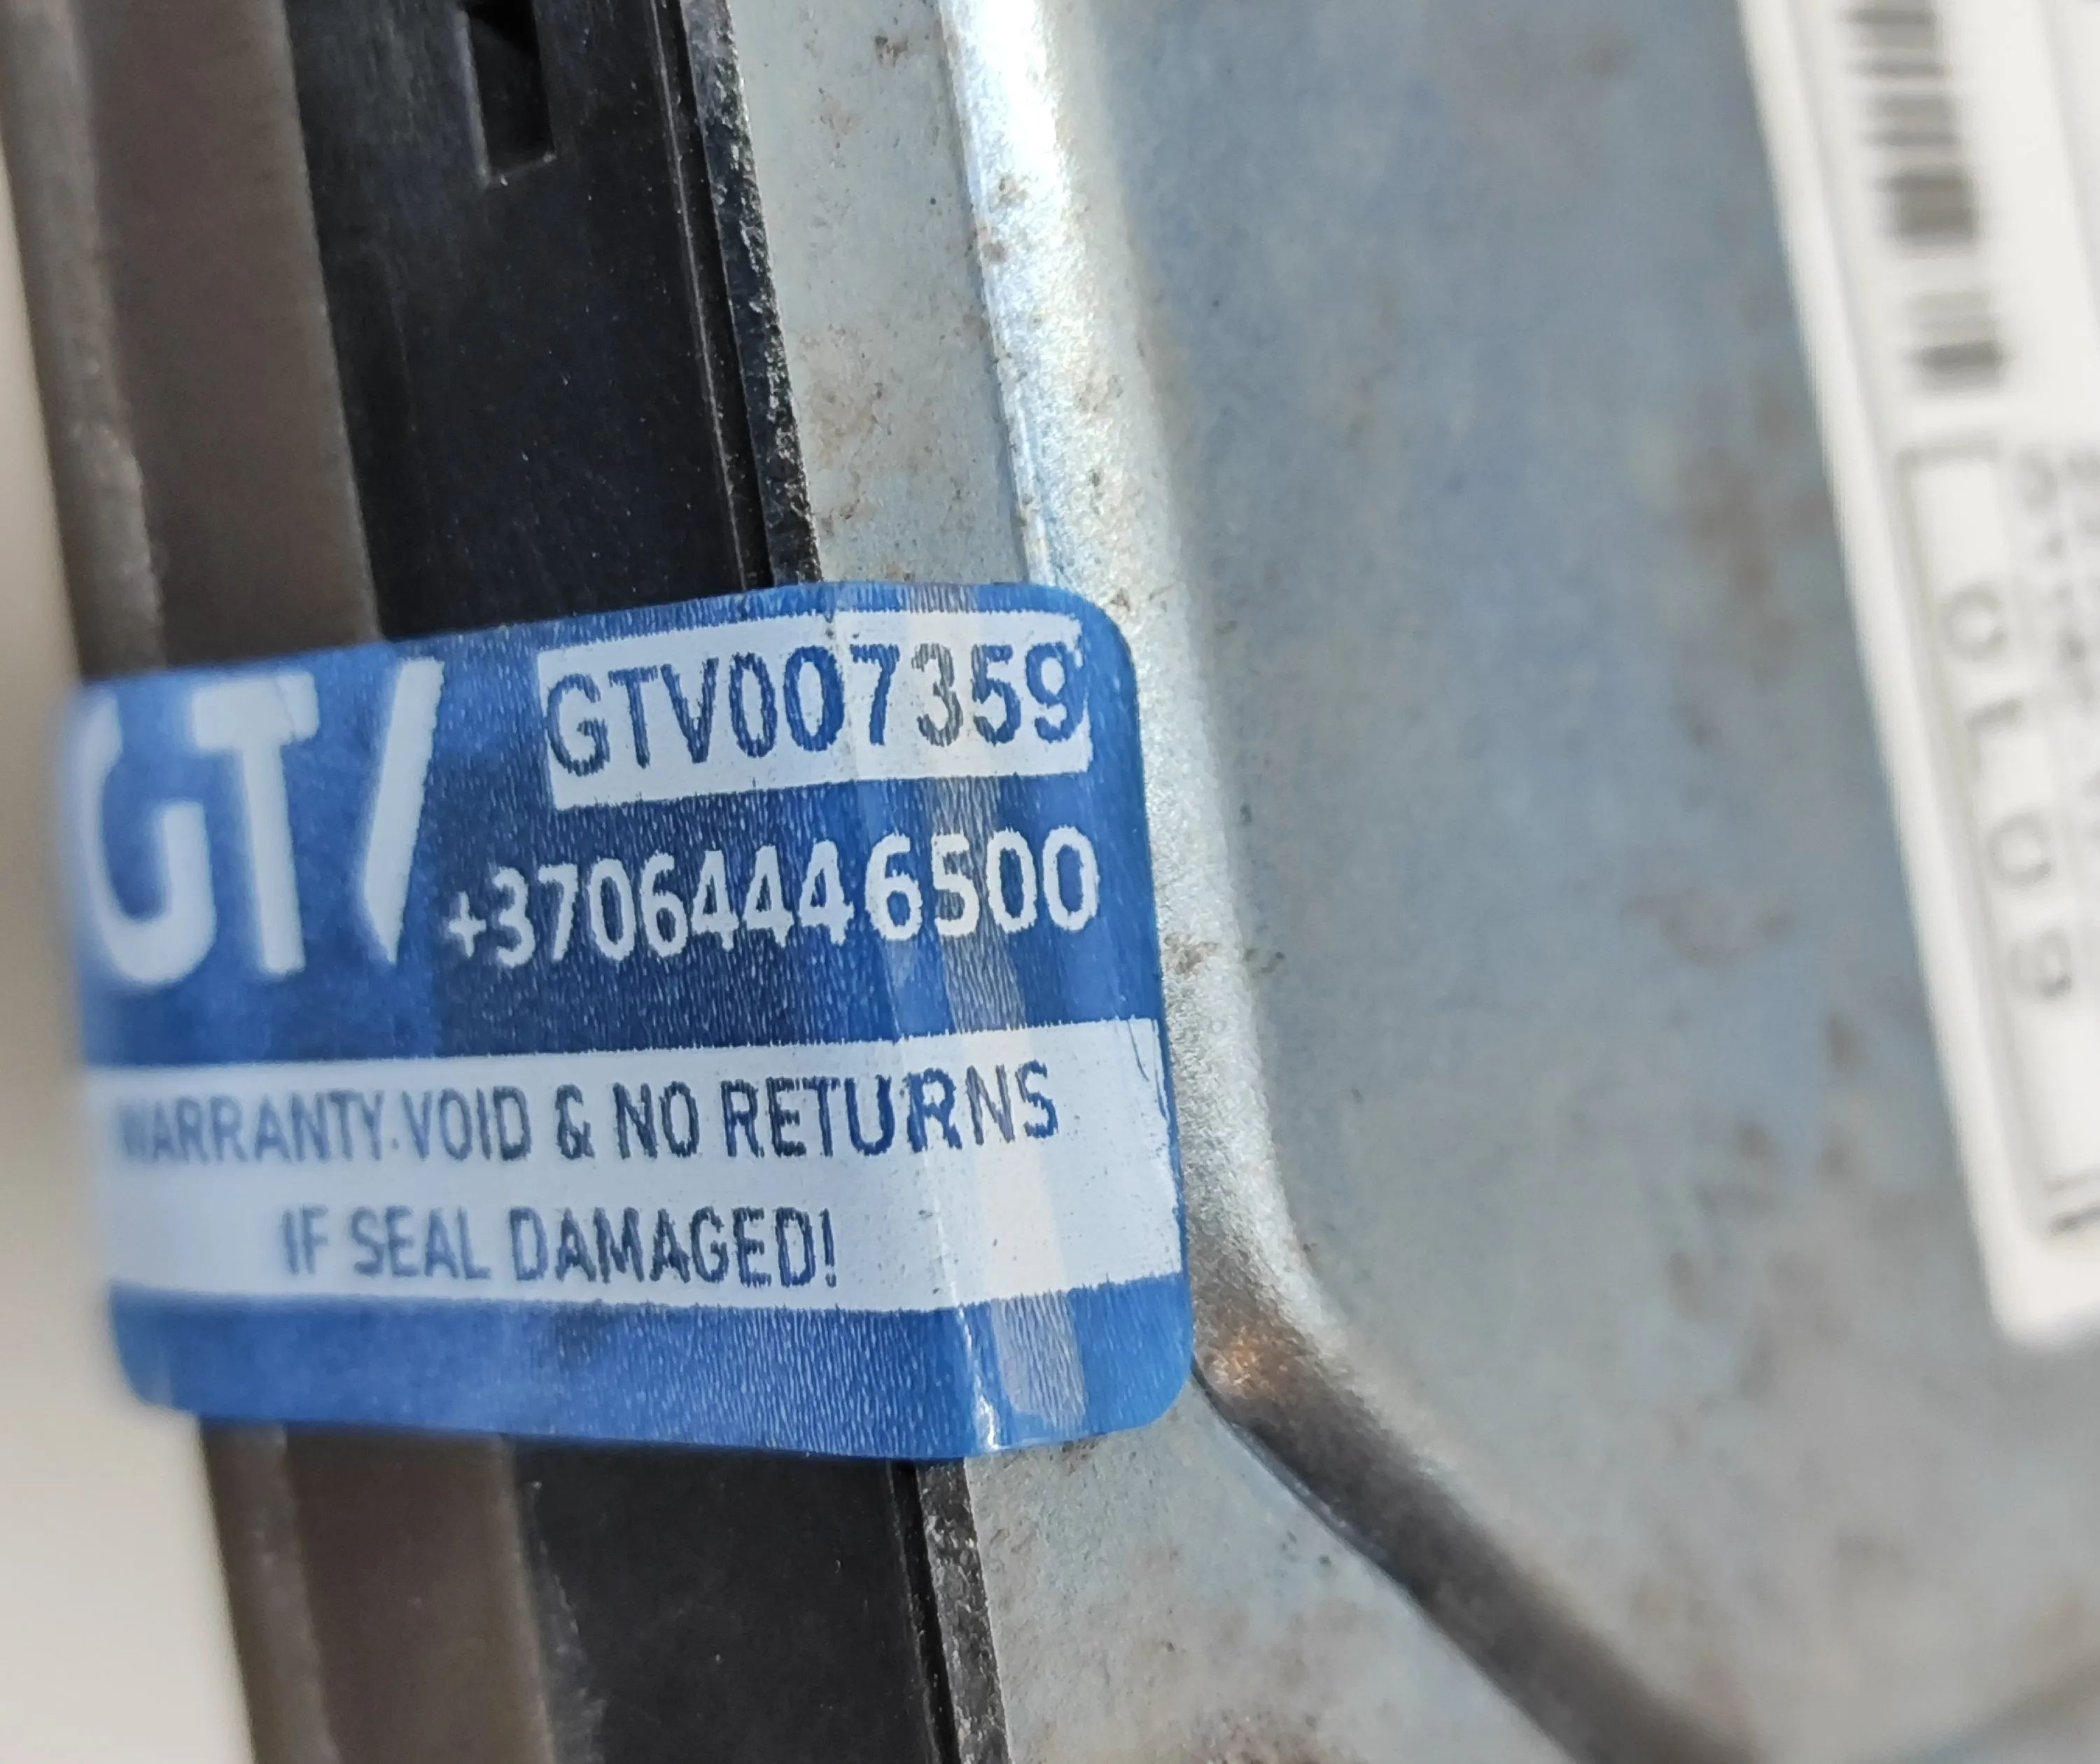 GTV
GTV007359
+37064446500
WARRANTY VOID & NO RETURNS
IF SEAL DAMAGED!